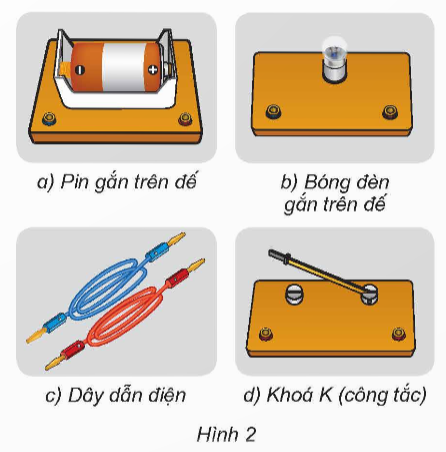 - +
a) Pin gắn trên đế
b) Bóng đèn
gắn trên đế
c) Dây dẫn điện
d) Khoá K (công tắc)
Hình 2